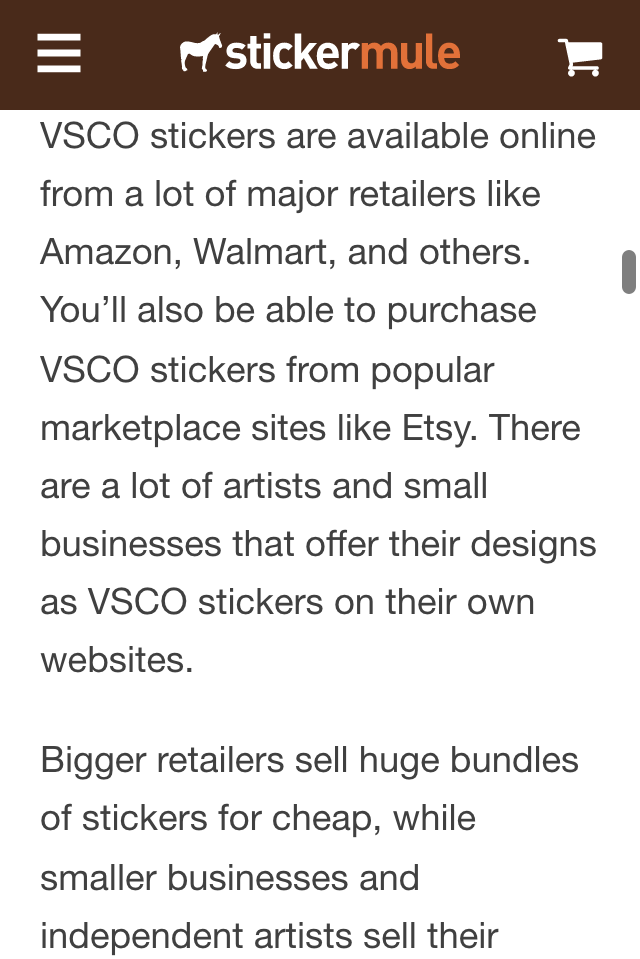 stickermule
VSCO stickers are available online
from a lot of major retailers like
Amazon, Walmart, and others.
You’ll also be able to purchase
VSCO stickers from popular
marketplace sites like Etsy. There
are a lot of artists and small
businesses that offer their designs
as VSCO stickers on their own
websites.
Bigger retailers sell huge bundles
of stickers for cheap, while
smaller businesses and
independent artists sell their